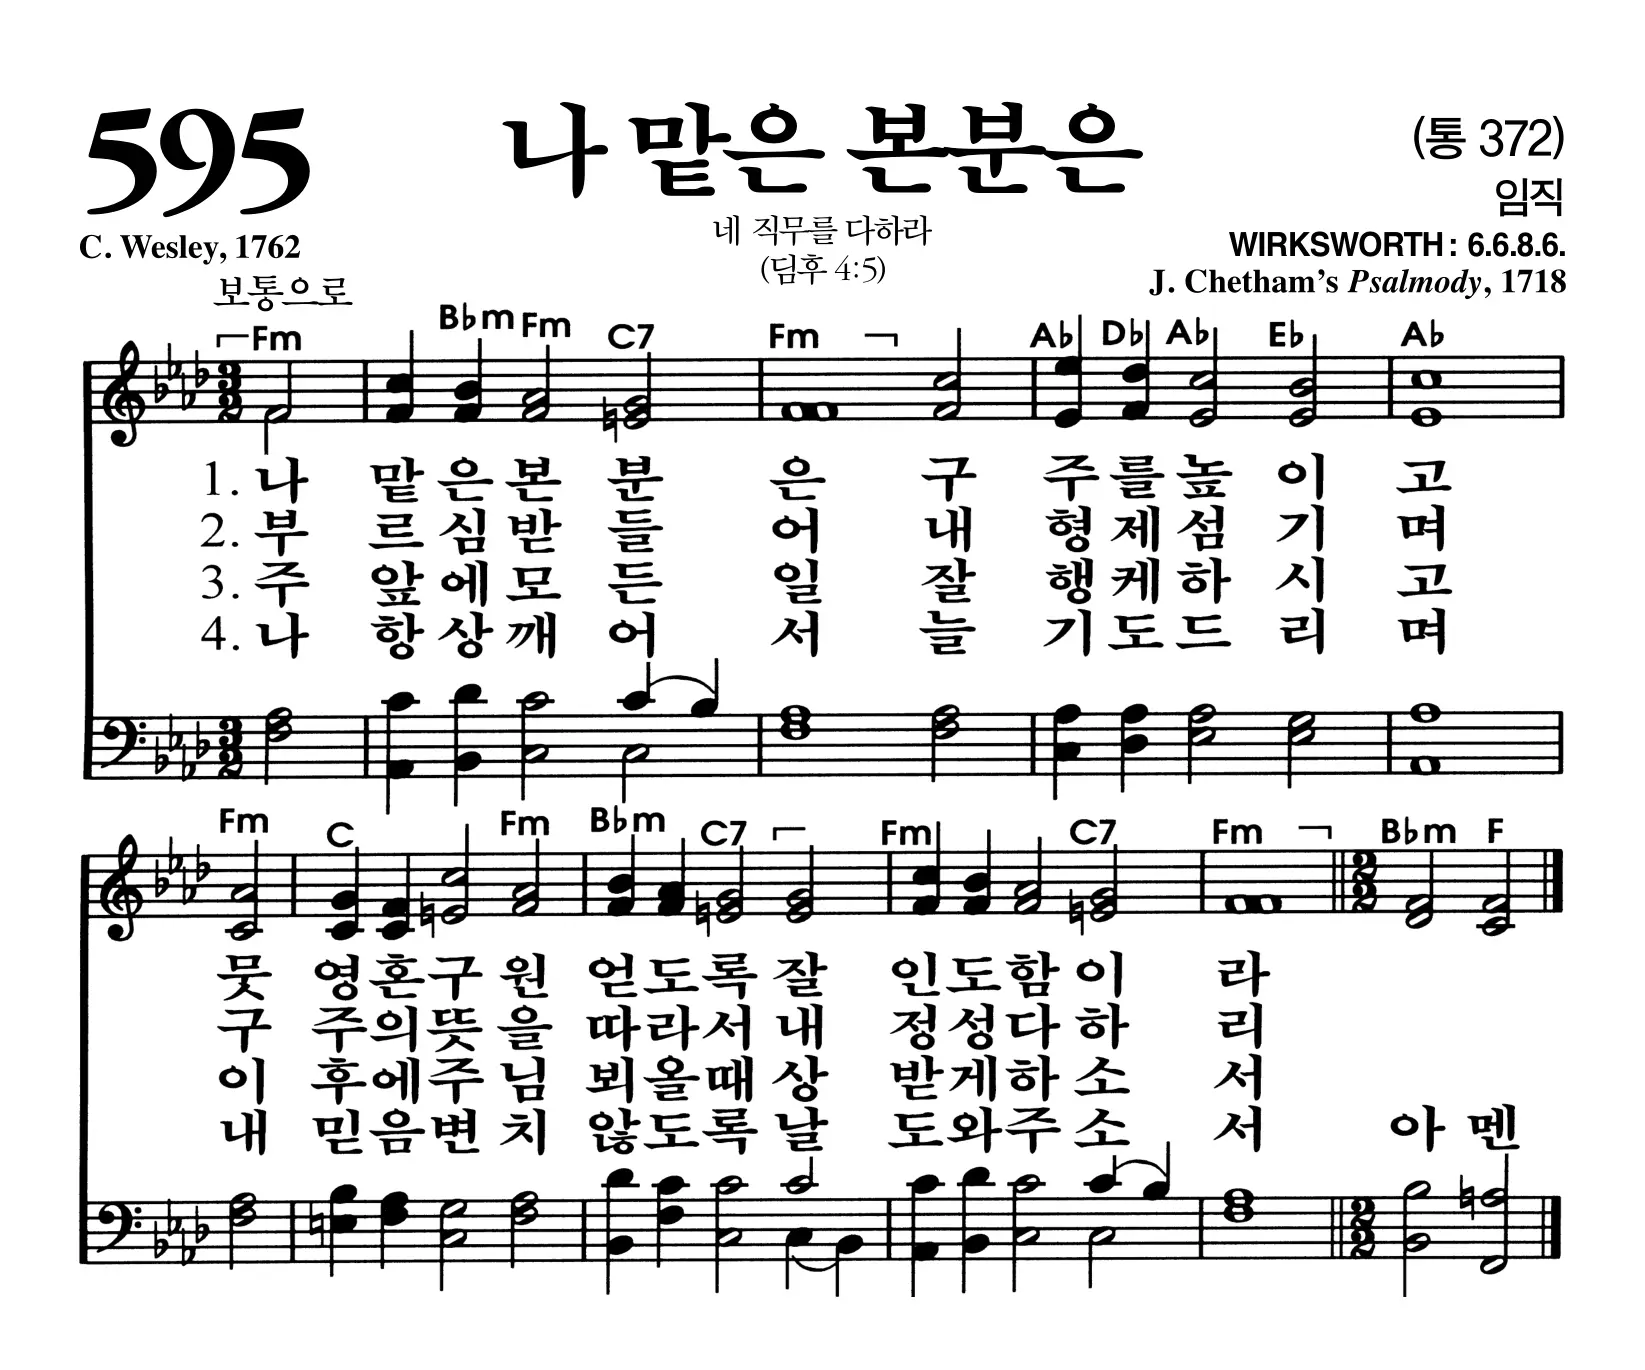 595
나 맡은 본분은
(통 372)
임직
네 직무를 다하라
(딤후 4:5)
C. Wesley, 1762
WIRKSWORTH : 6.6.8.6.
J. Chetham's Psalmody, 1718
보통으로
Fm B♭m Fm C7 Fm A♭ D♭ A♭ E♭ A♭
3 2
1. 나 맡은본 분 은 구 주를높 이 고
2. 부 르심받 들 어 내 형제섬 기 며
3. 주 앞에모 든 일 잘 행케하 시 고
4. 나 항상깨 어 서 늘 기도드 리 며
3 2
Fm C Fm B♭m C7 Fm C7 Fm B♭m F
2 2
뭇 영혼구 원 얻도록 잘 인도함 이 라
구 주의뜻 을 따라서 내 정성다 하 리
이 후에주 님 뵈올때 상 받게하 소 서
내 믿음변 치 않도록 날 도와주 소 서 아 멘
2 2